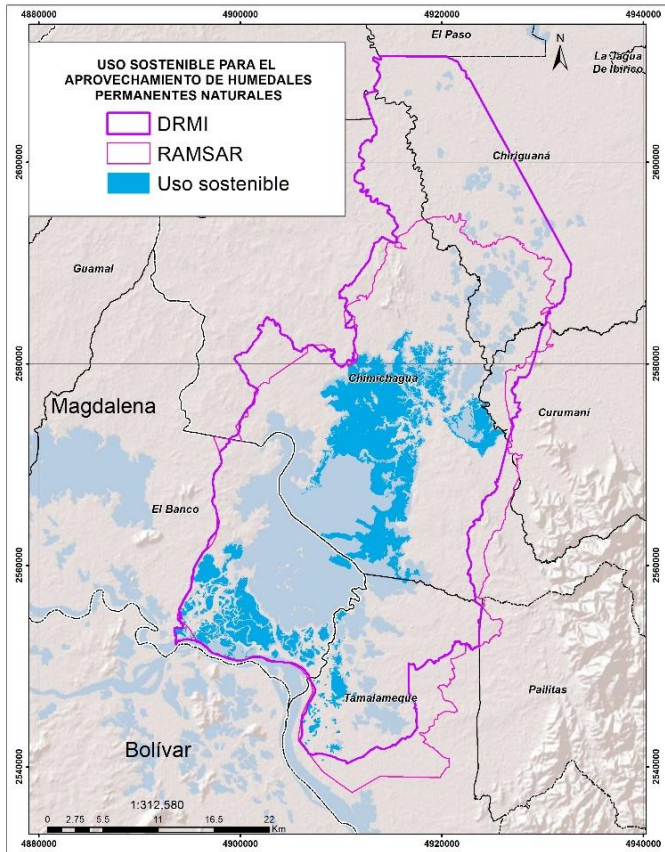 4880000 4900000 4920000 4940000
El Paso
USO SOSTENIBLE PARA EL
APROVECHAMIENTO DE HUMEDALES
PERMANENTES NATURALES
DRMI
RAMSAR
Uso sostenible
N
La Jagua
De Ibirico
Chiriguaná
2600000 2600000
Guamal
2580000 2580000
Chimichagua
Magdalena
Curumaní
El Banco
2560000 2560000
Tamalameque
Pailitas
Bolívar
2540000 2540000
1:312,580
0 2.75 5.5 11 16.5 22
Km
4880000 4900000 4920000 4940000